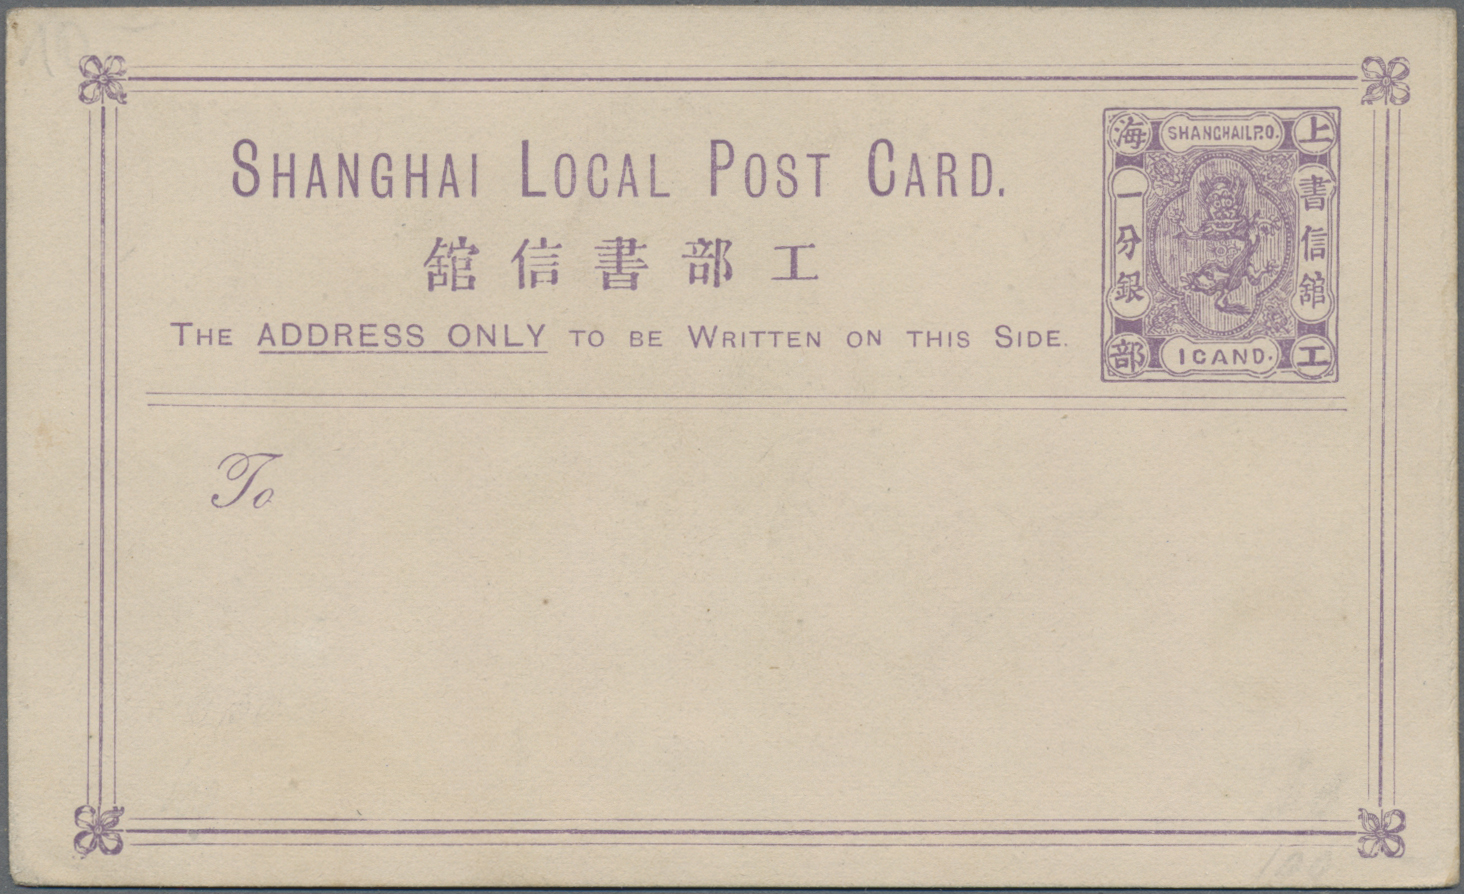 SHANGHAI LOCAL POST CARD.
舘信書部工
THE ADDRESS ONLY TO BE WRITTEN ON THIS SIDE.
海 SHANGHAI L.P.O. 上
一分銀
書信舘
部 1 CAND. 工
To
100